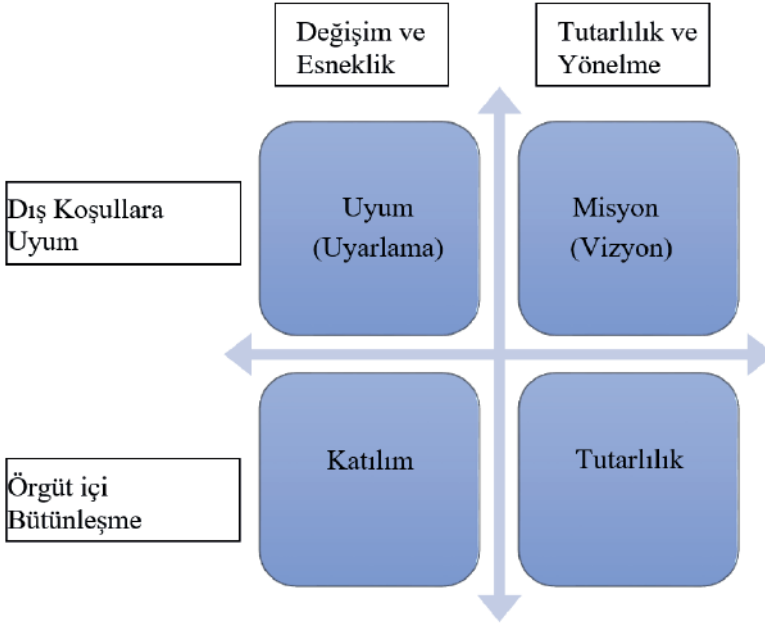 Değişim ve
Esneklik
Tutarlılık ve
Yönelme
Dış Koşullara
Uyum
Uyum
(Uyarlama)
Misyon
(Vizyon)
Örgüt içi
Bütünleşme
Katılım
Tutarlılık